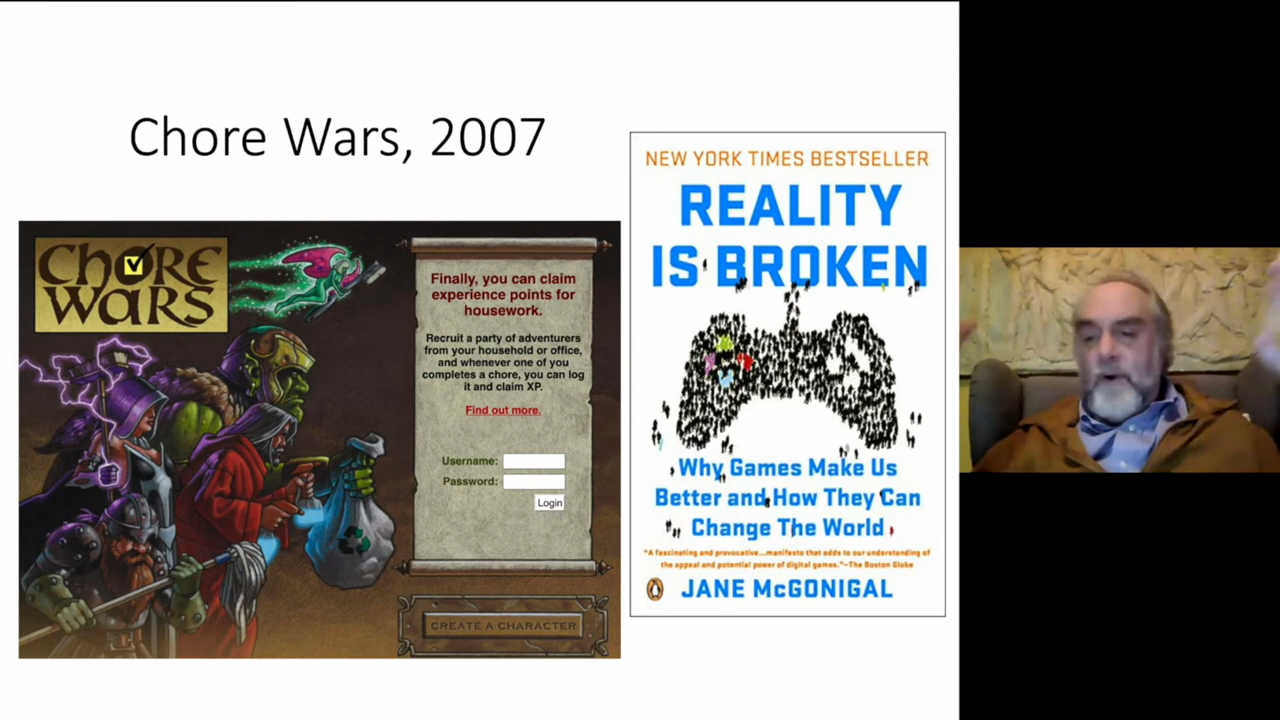 Chore Wars, 2007
CHORE
WARS
Finally, you can claim
experience points for
housework.
Recruit a party of adventurers
from your household or office,
and whenever one of you
completes a chore, you can log
it and claim XP.
Find out more.
Username:
Password:
Login
CREATE A CHARACTER
NEW YORK TIMES BESTSELLER
REALITY
IS BROKEN
Why Games Make Us
Better and How They Can
Change The World
"A fascinating and provocative...manifesto that adds to our understanding of
the appeal and potential power of digital games."—The Boston Globe
JANE McGONIGAL